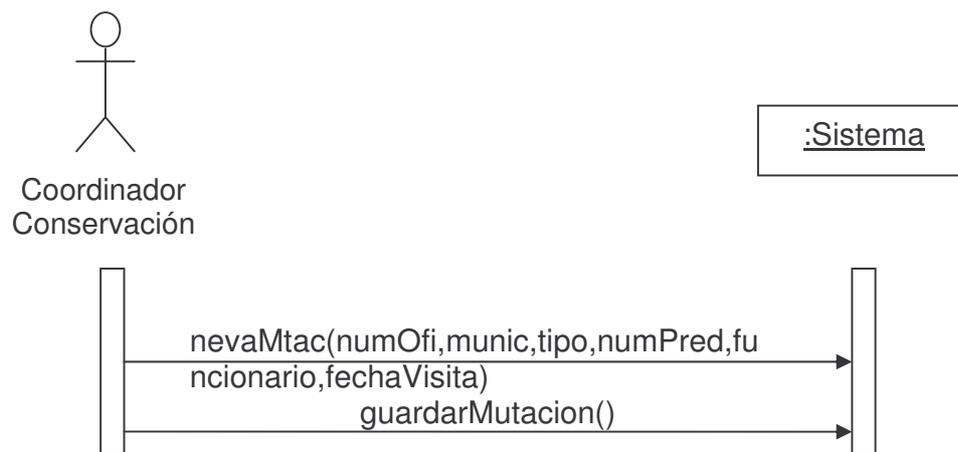 :Sistema
Coordinador
Conservación
nevaMtac(numOfi,munic,tipo,numPred,fu
ncionario,fechaVisita)
guardarMutacion()